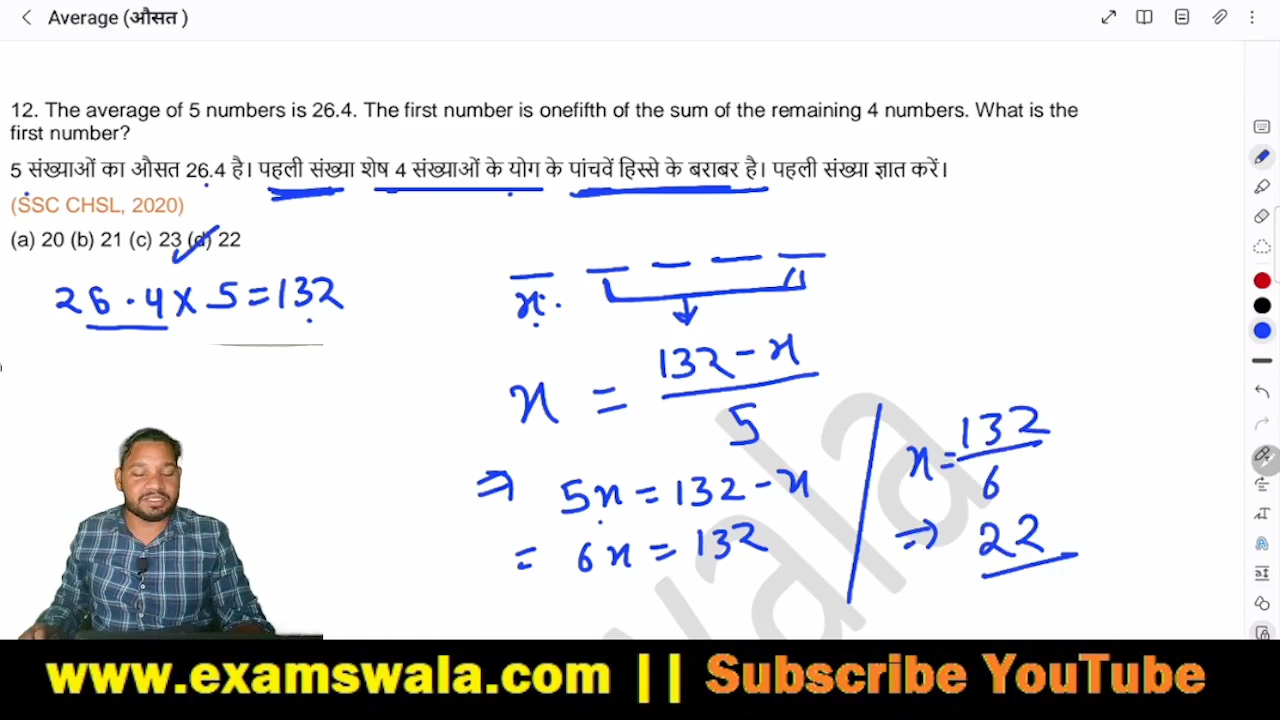 Average (औसत )
12. The average of 5 numbers is 26.4. The first number is onefifth of the sum of the remaining 4 numbers. What is the
first number?
5 संख्याओं का औसत 26.4 है। पहली संख्या शेष 4 संख्याओं के योग के पांचवें हिस्से के बराबर है। पहली संख्या ज्ञात करें।
(SSC CHSL, 2020)
(a) 20 (b) 21 (c) 23 (d) 22
26.4 × 5 = 132
x
x = 132 - x / 5
⇒ 5x = 132 - x
= 6x = 132
x = 132 / 6
⇒ 22
wala
www.examswala.com || Subscribe YouTube